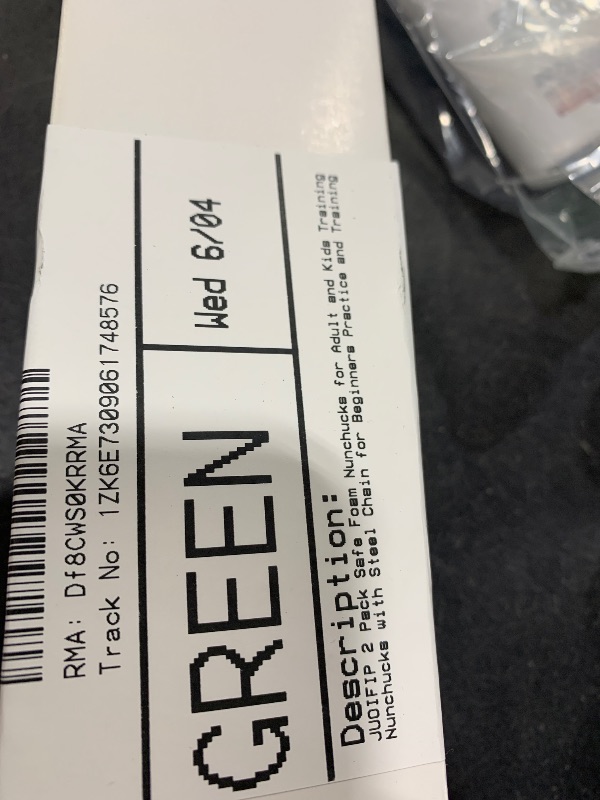 RMA: Df8CWS0KRRMA
Track No: 1ZK6E7309061748576
GREEN
Wed 6/04
Description:
JUOIFIP 2 Pack Safe Foam Nunchucks for Adult and Kids Training
Nunchucks with Steel Chain for Beginners Practice and Training